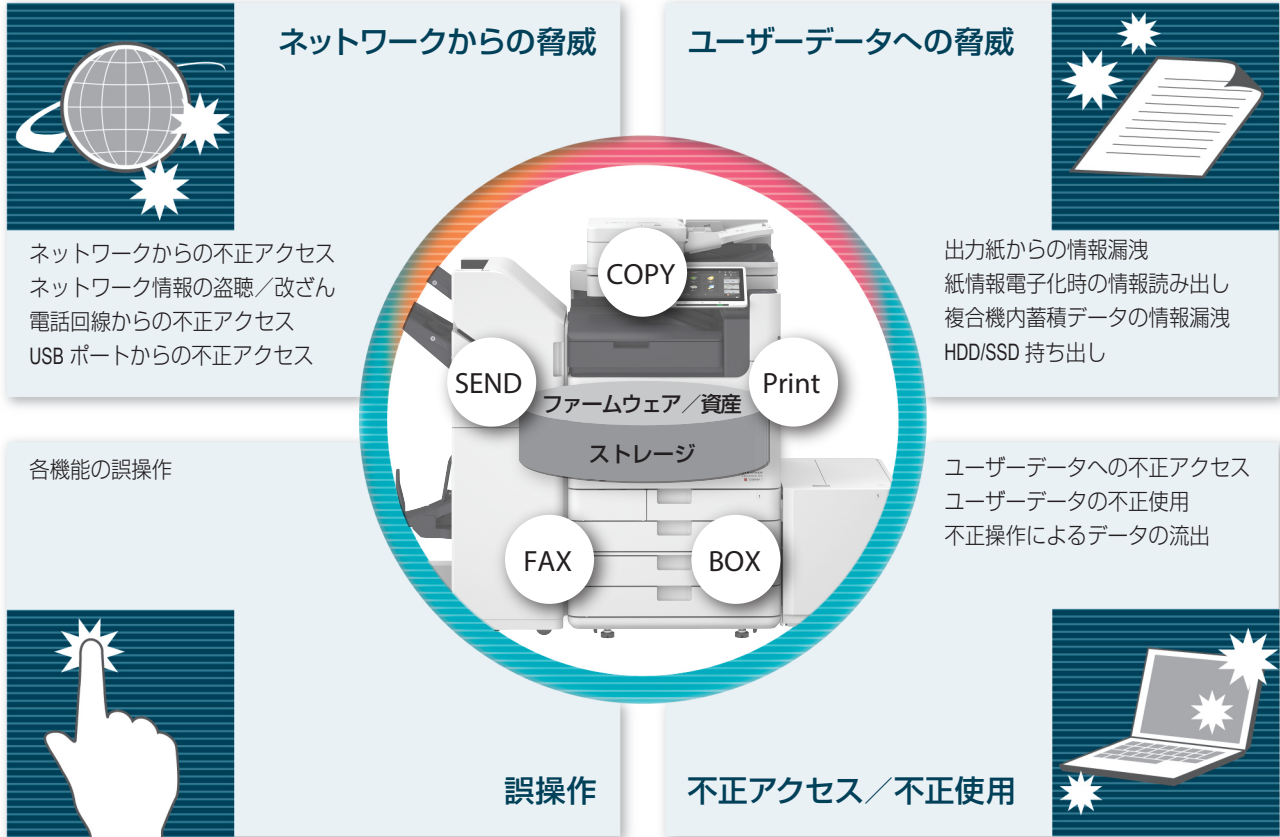 ネットワークからの脅威
ネットワークからの不正アクセス
ネットワーク情報の盗聴／改ざん
電話回線からの不正アクセス
USB ポートからの不正アクセス
ユーザーデータへの脅威
出力紙からの情報漏洩
紙情報電子化時の情報読み出し
複合機内蓄積データの情報漏洩
HDD/SSD 持ち出し
COPY
SEND
Print
ファームウェア／資産
ストレージ
FAX
BOX
各機能の誤操作
誤操作
ユーザーデータへの不正アクセス
ユーザーデータの不正使用
不正操作によるデータの流出
不正アクセス／不正使用